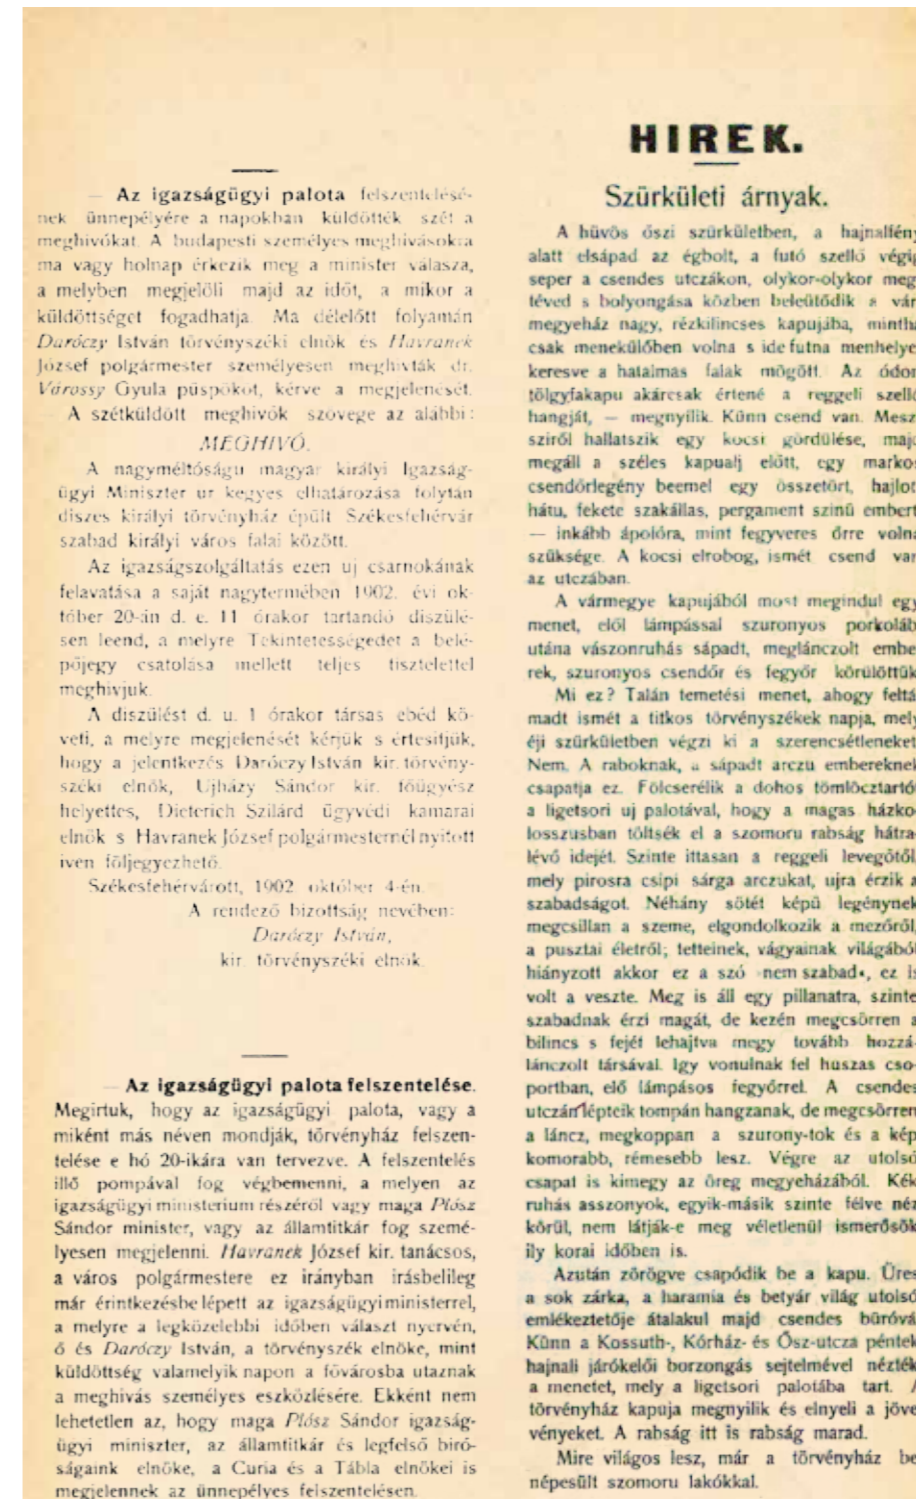 — Az igazságügyi palota felszentelésé-
nek ünnepélyére a napokban küldötték szét a
meghivókat. A budapesti személyes meghivásokra
ma vagy holnap érkezik meg a minister válasza,
a melyben megjelöli majd az időt, a mikor a
küldöttséget fogadhatja. Ma délelőtt folyamán
Daróczy István törvényszéki elnök és Havranek
József polgármester személyesen meghivták dr.
Várossy Gyula püspököt, kérve a megjelenését.
A szétküldött meghivók szövege az alábbi:
MEGHIVÓ.
A nagyméltóságu magyar királyi Igazság-
ügyi Miniszter ur kegyes elhatározása folytán
diszes királyi törvényház épült Székesfehérvár
szabad királyi város falai között.
Az igazságszolgáltatás ezen uj csarnokának
felavatása a saját nagytermében 1902. évi ok-
tóber 20-án d. e. 11 órakor tartandó diszülé-
sen leend, a melyre Tekintetességedet a belé-
pőjegy csatolása mellett teljes tisztelettel
meghivjuk.
A diszülést d. u. 1 órakor társas ebéd kö-
veti, a melyre megjelenését kérjük s értesitjük,
hogy a jelentkezés Daróczy István kir. törvény-
széki elnök, Ujházy Sándor kir. főügyész
helyettes, Dieterich Szilárd ügyvédi kamarai
elnök s Havranek József polgármesternél nyitott
iven följegyezhető.
Székesfehérvárott, 1902. október 4-én.
A rendező bizottság nevében:
Daróczy István,
kir. törvényszéki elnök.
— Az igazságügyi palota felszentelése.
Megirtuk, hogy az igazságügyi palota, vagy a
miként más néven mondják, törvényház felszen-
telése e hó 20-ikára van tervezve. A felszentelés
illő pompával fog végbemenni, a melyen az
igazságügyi ministerium részéről vagy maga Plósz
Sándor minister, vagy az államtitkár fog szemé-
lyesen megjelenni. Havranek József kir. tanácsos,
a város polgármestere ez irányban irásbelileg
már érintkezésbe lépett az igazságügyi ministerrel,
a melyre a legközelebbi időben választ nyervén,
ő és Daróczy István, a törvényszék elnöke, mint
küldöttség valamelyik napon a fővárosba utaznak
a meghivás személyes eszközlésére. Ekként nem
lehetetlen az, hogy maga Plósz Sándor igazság-
ügyi miniszter, az államtitkár és legfelső biró-
ságaink elnöke, a Curia és a Tábla elnökei is
megjelennek az ünnepélyes felszentelésen.
HIREK.
Szürkületi árnyak.
A hüvös őszi szürkületben, a hajnalfény
alatt elsápad az égbolt, a futó szellő végig
seper a csendes utczákon, olykor-olykor meg
téved s bolyongása közben beleütődik a vár
megyeház nagy, rézkilincses kapujába, mintha
csak menekülőben volna s ide futna menhelyet
keresve a hatalmas falak mögött. Az ódon
tölgyfakapu akárcsak értené a reggeli szellő
hangját, — megnyilik. Künn csend van. Mesz
sziről hallatszik egy kocsi gördülése, majd
megáll a széles kapualj előtt, egy markos
csendőrlegény beemel egy összetört, hajlot
hátu, fekete szakállas, pergament szinü embert
— inkább ápolóra, mint fegyveres őrre volna
szüksége. A kocsi elrobog, ismét csend van
az utczában.
A vármegye kapujából most megindul egy
menet, elől lámpással szuronyos porkoláb
utána vászonruhás sápadt, meglánczolt embe
rek, szuronyos csendőr és fegyőr körülöttük
Mi ez? Talán temetési menet, ahogy feltá
madt ismét a titkos törvényszékek napja, mely
éji szürkületben végzi ki a szerencsétleneket
Nem. A raboknak, a sápadt arczu embereknek
csapatja ez. Fölcserélik a dohos tömlöcztartót
a ligetsori uj palotával, hogy a magas házko-
losszusban töltsék el a szomoru rabság hátra-
lévő idejét. Szinte ittasan a reggeli levegőtől,
mely pirosra csipi sárga arczukat, ujra érzik a
szabadságot. Néhány sötét képü legénynek
megcsillan a szeme, elgondolkozik a mezőről,
a pusztai életről; tetteinek, vágyainak világából
hiányzott akkor ez a szó »nem szabad«, ez is
volt a veszte. Meg is áll egy pillanatra, szinte
szabadnak érzi magát, de kezén megcsörren a
bilincs s fejét lehajtva megy tovább hozzá-
lánczolt társával. Igy vonulnak fel huszas cso-
portban, elő lámpásos fegyőrrel. A csendes
utczán lépteik tompán hangzanak, de megcsörren
a láncz, megkoppan a szurony-tok és a kép
komorabb, rémesebb lesz. Végre az utolsó
csapat is kimegy az öreg megyeházából. Kék
ruhás asszonyok, egyik-másik szinte félve néz
körül, nem látják-e meg véletlenül ismerősök
ily korai időben is.
Azután zörögve csapódik be a kapu. Üres
a sok zárka, a haramia és betyár világ utolsó
emlékeztetője átalakul majd csendes büróvá
Künn a Kossuth-, Kórház- és Ősz-utcza péntek
hajnali járókelői borzongás sejtelmével nézték
a menetet, mely a ligetsori palotába tart. A
törvényház kapuja megnyilik és elnyeli a jöve
vényeket. A rabság itt is rabság marad.
Mire világos lesz, már a törvényház be
népesült szomoru lakókkal.